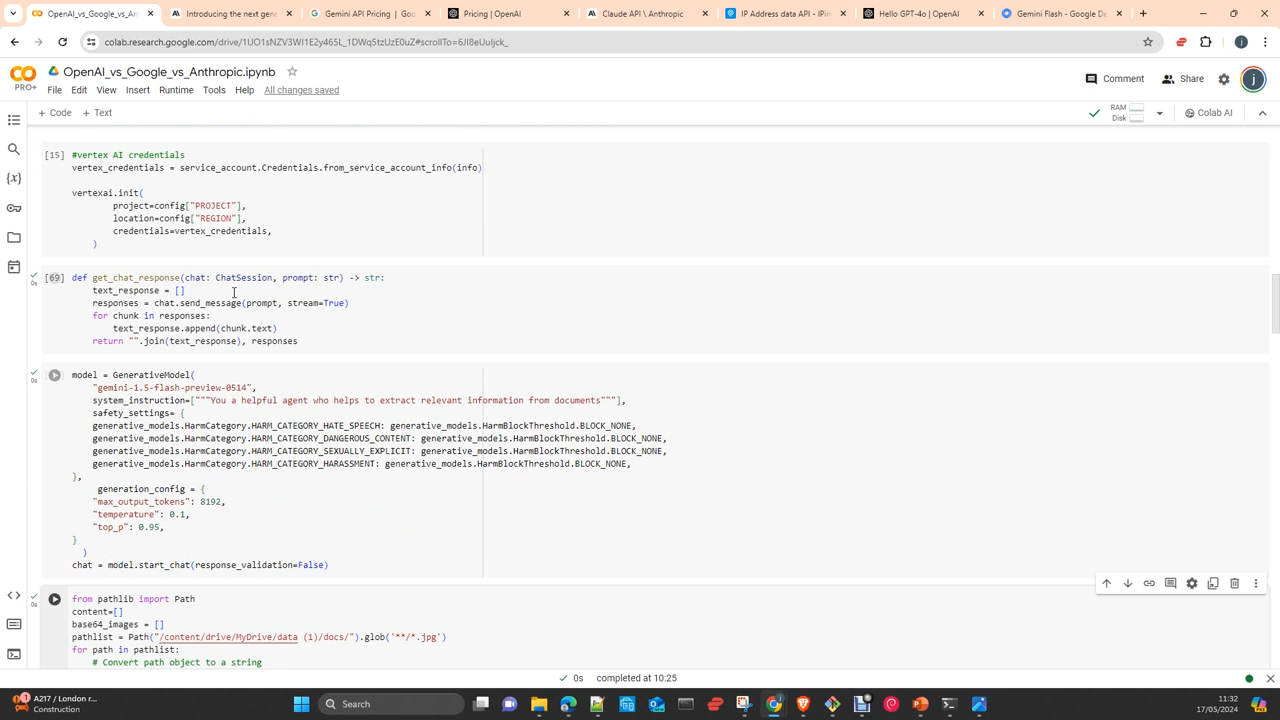 OpenAI_vs_Google_vs_An
Introducing the next gene
Gemini API Pricing | Goo
Pricing | OpenAI
Claude API \ Anthropic
IP Address data API - IPin
Hello GPT-4o | OpenAI
Gemini Flash - Google De
colab.research.google.com/drive/1UO1sNZV3WI1E2y465L_1DWq5tzUzE0uZ#scrollTo=6JI8eUuIjck_
OpenAI_vs_Google_vs_Anthropic.ipynb
PRO+
File Edit View Insert Runtime Tools Help All changes saved
Comment Share
+ Code + Text
RAM
Disk
Colab AI
[15] #vertex AI credentials
vertex_credentials = service_account.Credentials.from_service_account_info(info)
vertexai.init(
project=config["PROJECT"],
location=config["REGION"],
credentials=vertex_credentials,
)
[69] def get_chat_response(chat: ChatSession, prompt: str) -> str:
0s
text_response = []
responses = chat.send_message(prompt, stream=True)
for chunk in responses:
text_response.append(chunk.text)
return "".join(text_response), responses
0s
model = GenerativeModel(
"gemini-1.5-flash-preview-0514",
system_instruction=["""You a helpful agent who helps to extract relevant information from documents"""],
safety_settings= {
generative_models.HarmCategory.HARM_CATEGORY_HATE_SPEECH: generative_models.HarmBlockThreshold.BLOCK_NONE,
generative_models.HarmCategory.HARM_CATEGORY_DANGEROUS_CONTENT: generative_models.HarmBlockThreshold.BLOCK_NONE,
generative_models.HarmCategory.HARM_CATEGORY_SEXUALLY_EXPLICIT: generative_models.HarmBlockThreshold.BLOCK_NONE,
generative_models.HarmCategory.HARM_CATEGORY_HARASSMENT: generative_models.HarmBlockThreshold.BLOCK_NONE,
},
generation_config = {
"max_output_tokens": 8192,
"temperature": 0.1,
"top_p": 0.95,
}
)
chat = model.start_chat(response_validation=False)
0s
from pathlib import Path
content=[]
base64_images = []
pathlist = Path("/content/drive/MyDrive/data (1)/docs/").glob('**/*.jpg')
for path in pathlist:
# Convert path object to a string
0s completed at 10:25
A217 / London r...
Construction
Search
11:32
17/05/2024